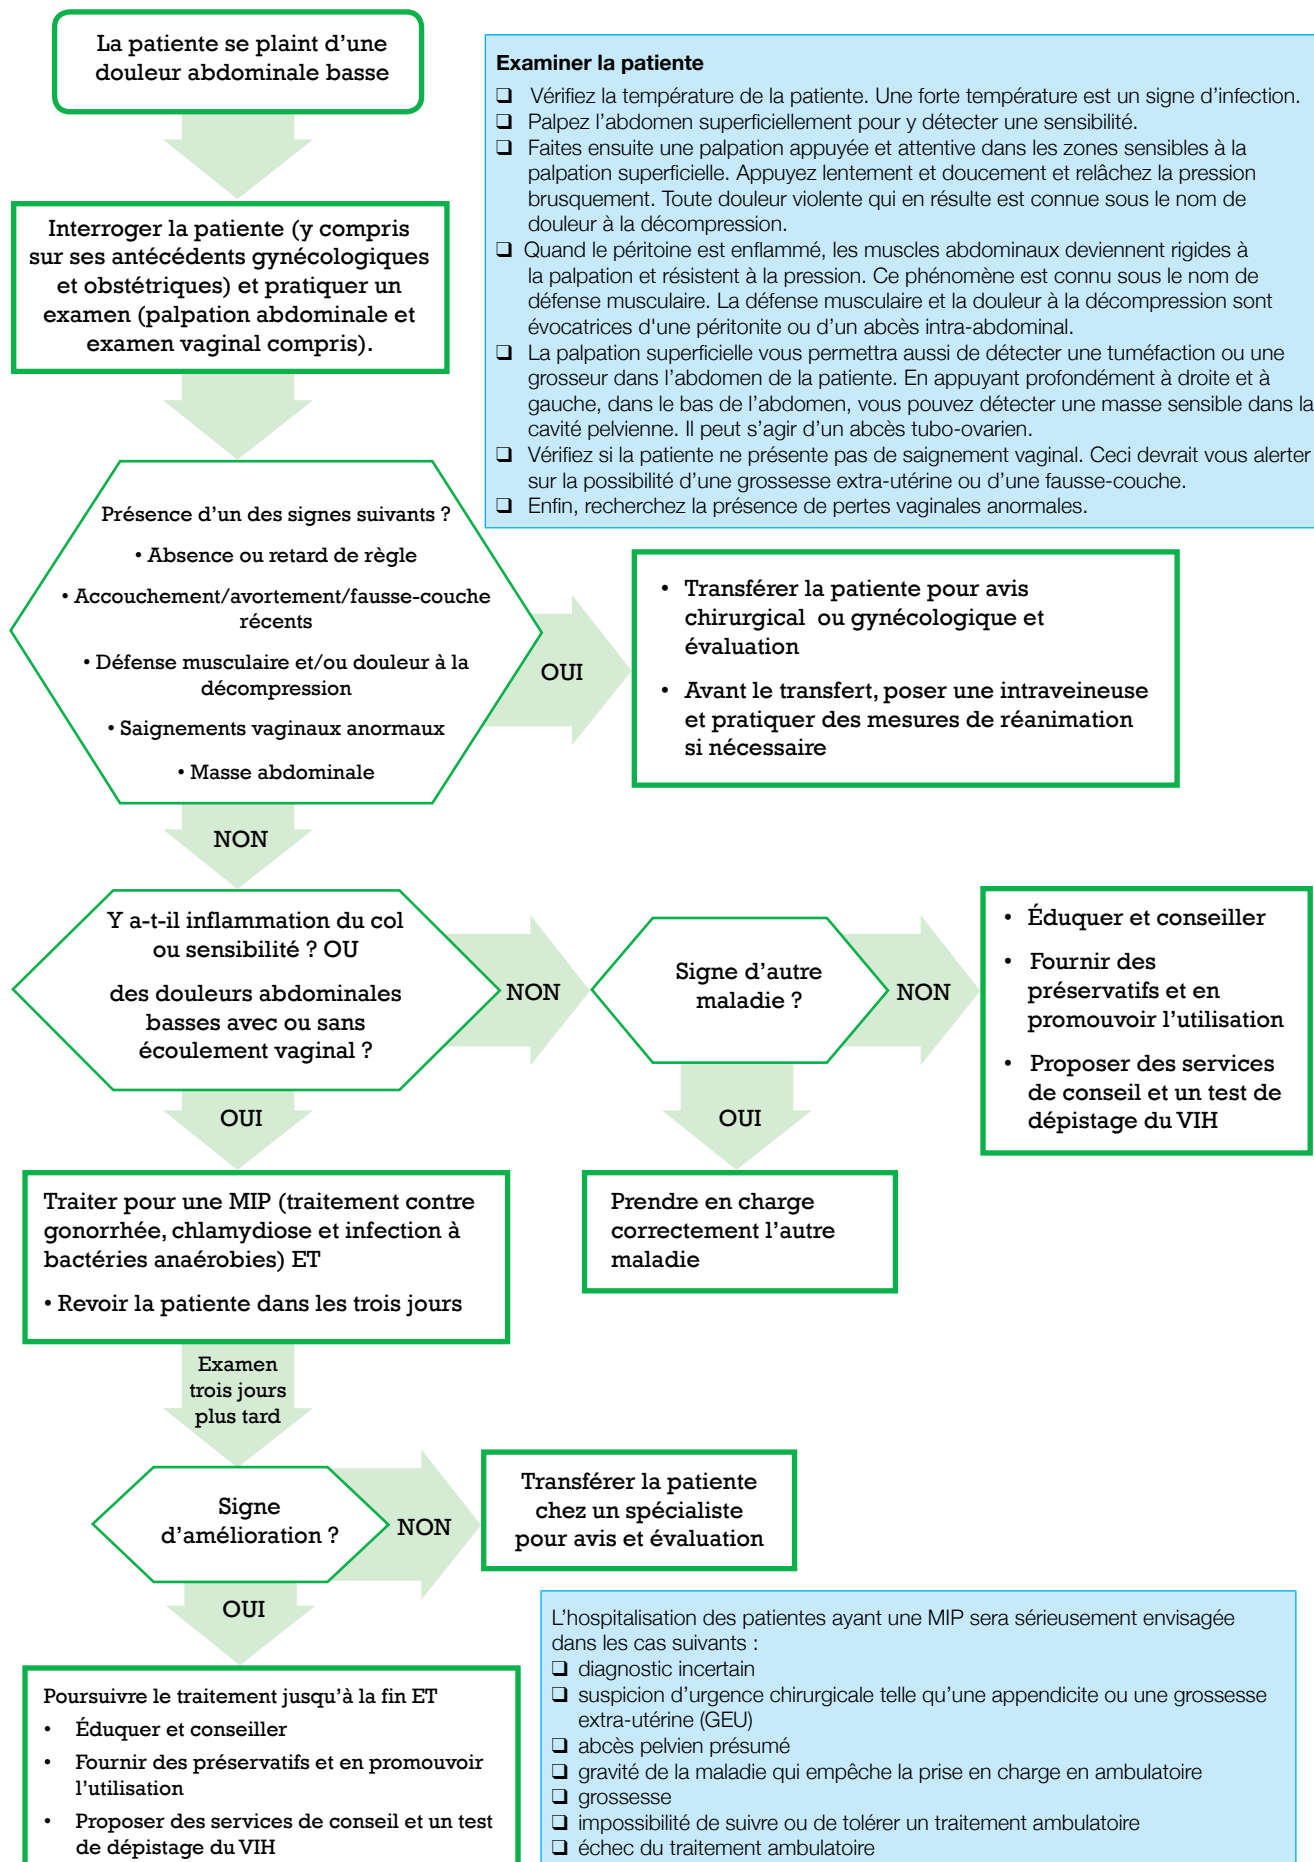 La patiente se plaint d’une
douleur abdominale basse
Examiner la patiente
❑ Vérifiez la température de la patiente. Une forte température est un signe d’infection.
❑ Palpez l’abdomen superficiellement pour y détecter une sensibilité.
❑ Faites ensuite une palpation appuyée et attentive dans les zones sensibles à la
palpation superficielle. Appuyez lentement et doucement et relâchez la pression
brusquement. Toute douleur violente qui en résulte est connue sous le nom de
douleur à la décompression.
❑ Quand le péritoine est enflammé, les muscles abdominaux deviennent rigides à
la palpation et résistent à la pression. Ce phénomène est connu sous le nom de
défense musculaire. La défense musculaire et la douleur à la décompression sont
évocatrices d'une péritonite ou d’un abcès intra-abdominal.
❑ La palpation superficielle vous permettra aussi de détecter une tuméfaction ou une
grosseur dans l’abdomen de la patiente. En appuyant profondément à droite et à
gauche, dans le bas de l’abdomen, vous pouvez détecter une masse sensible dans la
cavité pelvienne. Il peut s’agir d’un abcès tubo-ovarien.
❑ Vérifiez si la patiente ne présente pas de saignement vaginal. Ceci devrait vous alerter
sur la possibilité d’une grossesse extra-utérine ou d’une fausse-couche.
❑ Enfin, recherchez la présence de pertes vaginales anormales.
Interroger la patiente (y compris
sur ses antécédents gynécologiques
et obstétriques) et pratiquer un
examen (palpation abdominale et
examen vaginal compris).
Présence d’un des signes suivants ?
• Absence ou retard de règle
• Accouchement/avortement/fausse-couche
récents
• Défense musculaire et/ou douleur à la
décompression
• Saignements vaginaux anormaux
• Masse abdominale
OUI
• Transférer la patiente pour avis
chirurgical ou gynécologique et
évaluation
• Avant le transfert, poser une intraveineuse
et pratiquer des mesures de réanimation
si nécessaire
NON
Y a-t-il inflammation du col
ou sensibilité ? OU
des douleurs abdominales
basses avec ou sans
écoulement vaginal ?
NON
Signe d’autre
maladie ?
NON
• Éduquer et conseiller
• Fournir des
préservatifs et en
promouvoir l’utilisation
• Proposer des services
de conseil et un test de
dépistage du VIH
OUI
OUI
Traiter pour une MIP (traitement contre
gonorrhée, chlamydiose et infection à
bactéries anaérobies) ET
• Revoir la patiente dans les trois jours
Prendre en charge
correctement l’autre
maladie
Examen
trois jours
plus tard
Signe
d’amélioration ?
NON
Transférer la patiente
chez un spécialiste
pour avis et évaluation
OUI
Poursuivre le traitement jusqu’à la fin ET
• Éduquer et conseiller
• Fournir des préservatifs et en promouvoir
l’utilisation
• Proposer des services de conseil et un test
de dépistage du VIH
L’hospitalisation des patientes ayant une MIP sera sérieusement envisagée
dans les cas suivants :
❑ diagnostic incertain
❑ suspicion d’urgence chirurgicale telle qu’une appendicite ou une grossesse
extra-utérine (GEU)
❑ abcès pelvien présumé
❑ gravité de la maladie qui empêche la prise en charge en ambulatoire
❑ grossesse
❑ impossibilité de suivre ou de tolérer un traitement ambulatoire
❑ échec du traitement ambulatoire